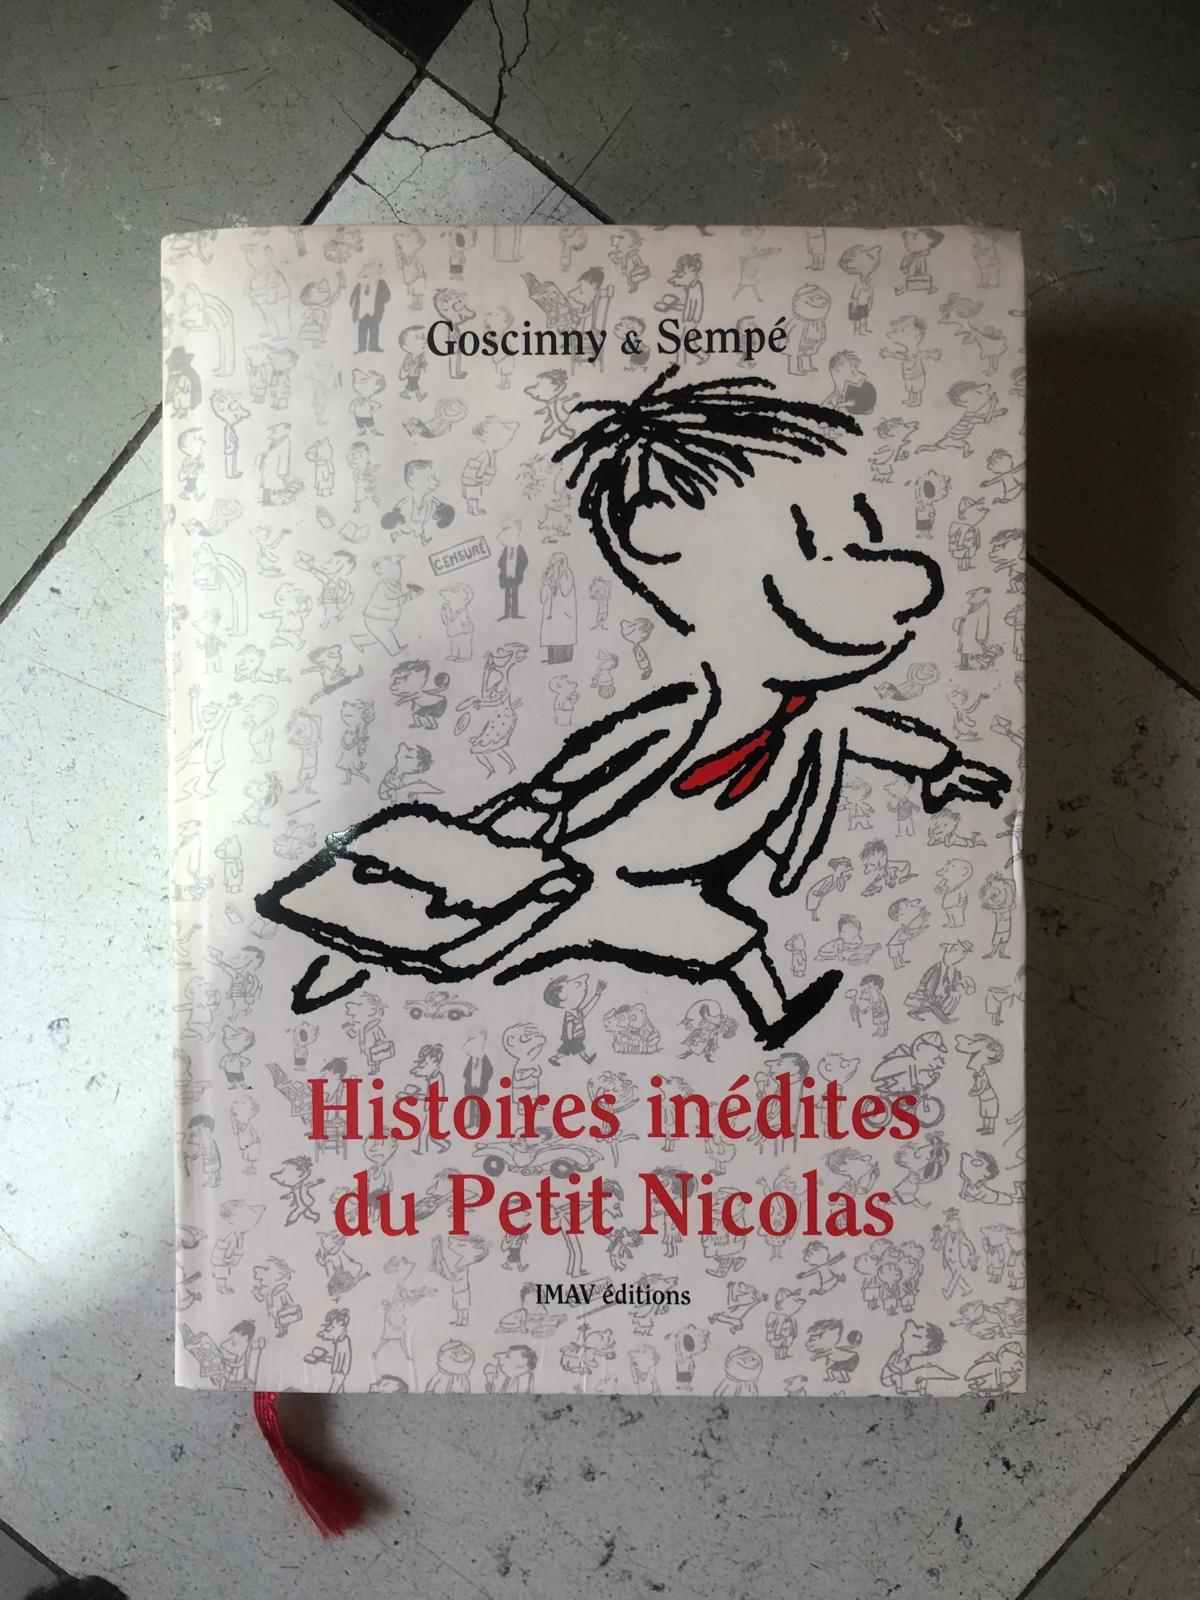 Goscinny & Sempé
CENSURÉ
Histoires inédites
du Petit Nicolas
IMAV éditions